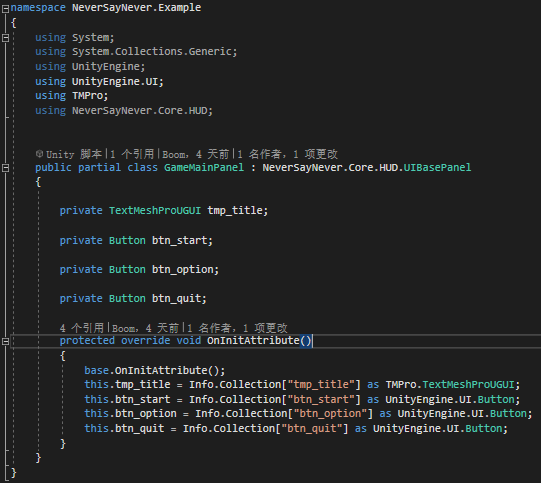 namespace NeverSayNever.Example
{
using System;
using System.Collections.Generic;
using UnityEngine;
using UnityEngine.UI;
using TMPro;
using NeverSayNever.Core.HUD;
Unity 脚本|1 个引用|Boom，4 天前|1 名作者，1 项更改
public partial class GameMainPanel : NeverSayNever.Core.HUD.UIBasePanel
{
private TextMeshProUGUI tmp_title;
private Button btn_start;
private Button btn_option;
private Button btn_quit;
4 个引用|Boom，4 天前|1 名作者，1 项更改
protected override void OnInitAttribute()
{
base.OnInitAttribute();
this.tmp_title = Info.Collection["tmp_title"] as TMPro.TextMeshProUGUI;
this.btn_start = Info.Collection["btn_start"] as UnityEngine.UI.Button;
this.btn_option = Info.Collection["btn_option"] as UnityEngine.UI.Button;
this.btn_quit = Info.Collection["btn_quit"] as UnityEngine.UI.Button;
}
}
}